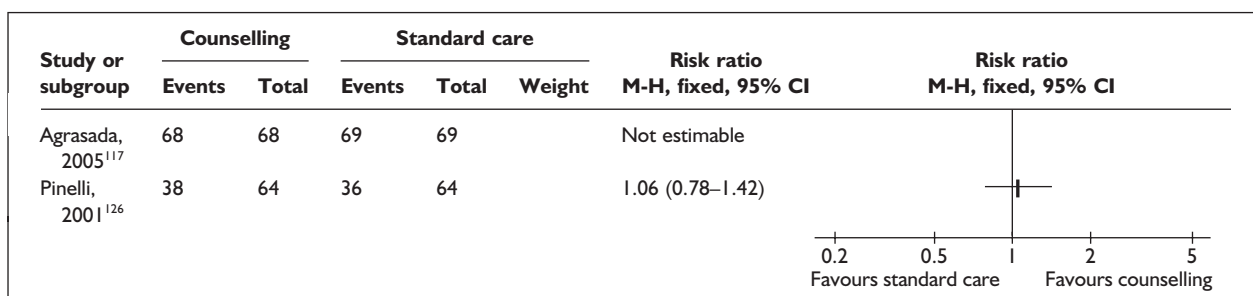 Counselling Standard care
Study or Risk ratio Risk ratio
subgroup Events Total Events Total Weight M-H, fixed, 95% CI M-H, fixed, 95% CI
Agrasada, 68 68 69 69 Not estimable
2005¹¹⁷
Pinelli, 38 64 36 64 1.06 (0.78–1.42)
2001¹²⁶
0.2 0.5 1 2 5
Favours standard care Favours counselling